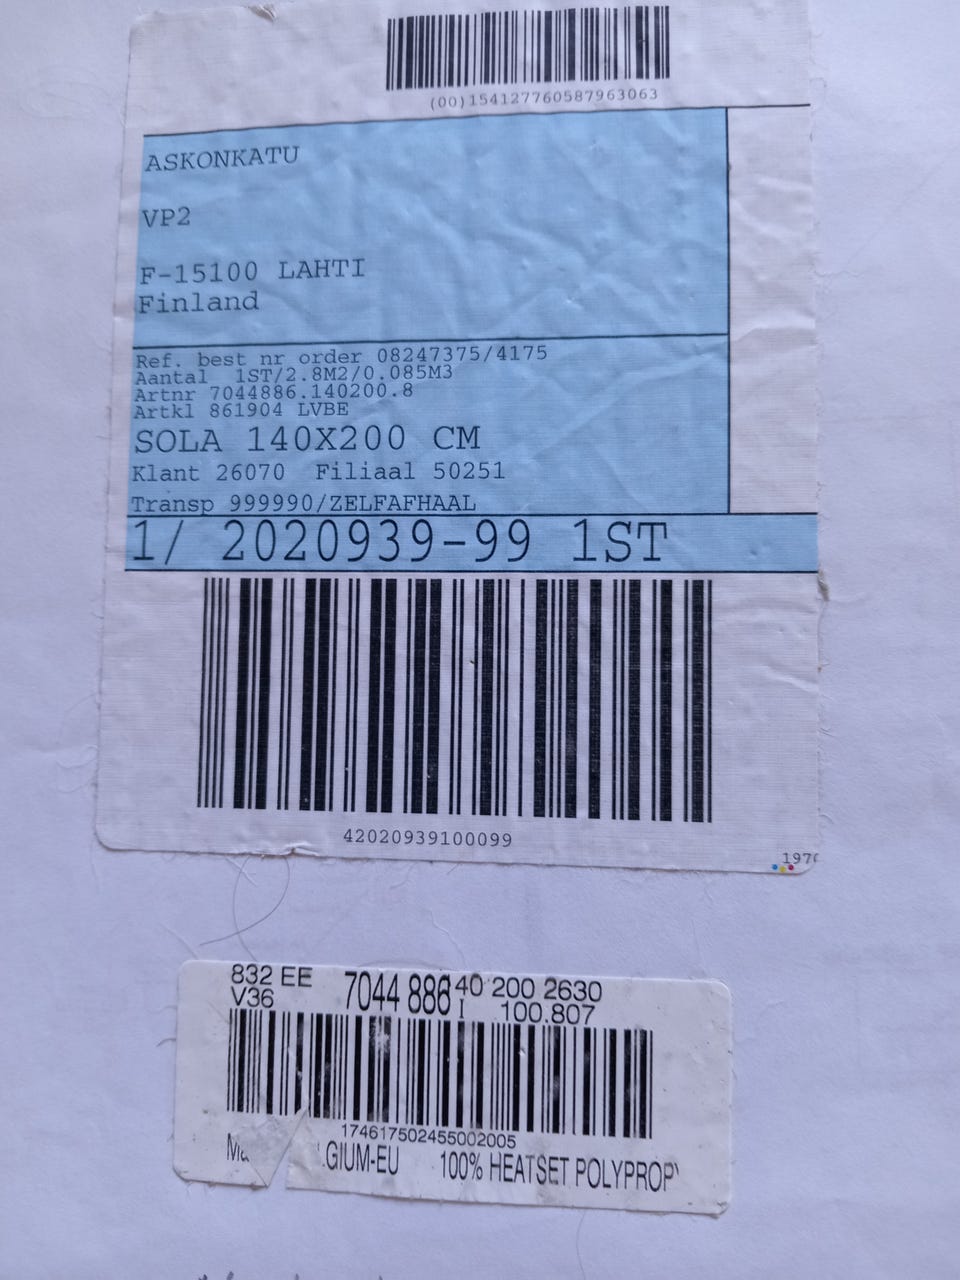 (00)154127760587963063
ASKONKATU
VP2
F-15100 LAHTI
Finland
Ref. best nr order 08247375/4175
Aantal 1ST/2.8M2/0.085M3
Artnr 7044886.140200.8
Artkl 861904 LVBE
SOLA 140X200 CM
Klant 26070 Filiaal 50251
Transp 999990/ZELFAFHAAL
1/ 2020939-99 1ST
42020939100099
197
832 EE 7044 886 40 200 2630
V36 I 100.807
174617502455002005
GIUM-EU 100% HEATSET POLYPROP